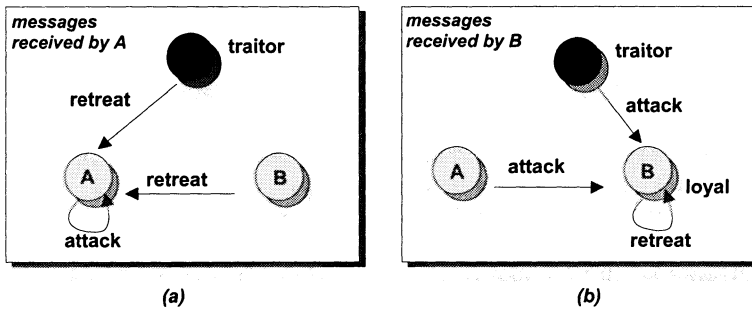 messages
received by A
traitor
retreat
A
retreat
B
attack
(a)
messages
received by B
traitor
attack
A
attack
B
loyal
retreat
(b)